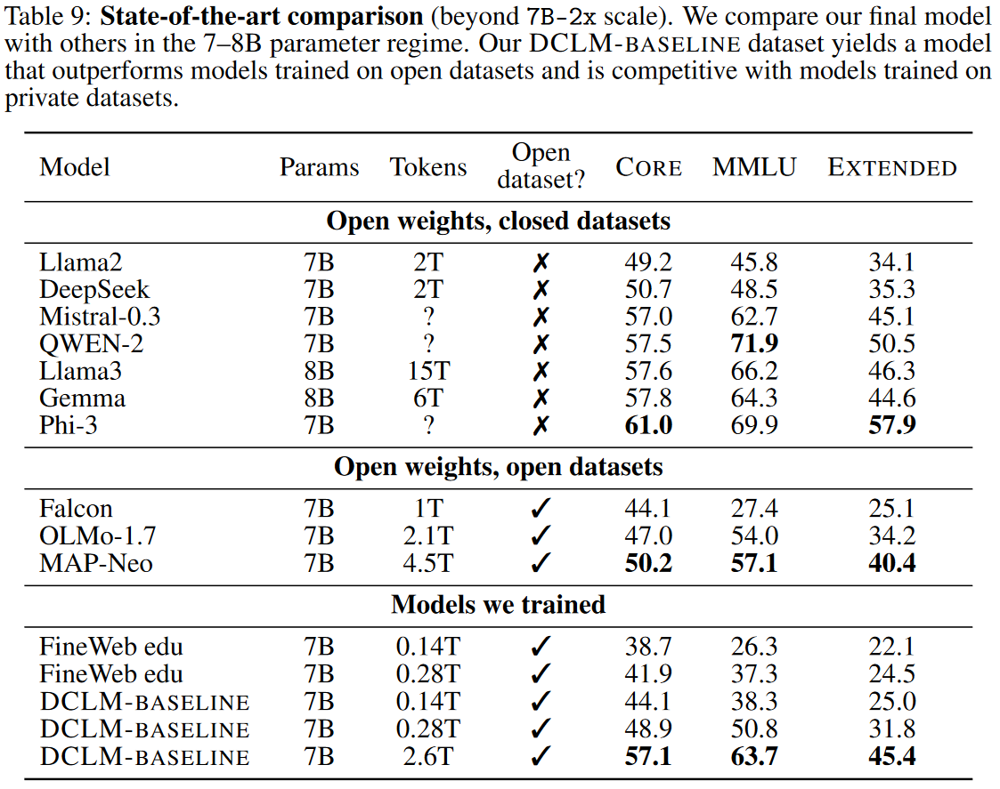 Table 9: State-of-the-art comparison (beyond 7B-2x scale). We compare our final model
with others in the 7–8B parameter regime. Our DCLM-BASELINE dataset yields a model
that outperforms models trained on open datasets and is competitive with models trained on
private datasets.
Model Params Tokens Open dataset? CORE MMLU EXTENDED
Open weights, closed datasets
Llama2 7B 2T ✗ 49.2 45.8 34.1
DeepSeek 7B 2T ✗ 50.7 48.5 35.3
Mistral-0.3 7B ? ✗ 57.0 62.7 45.1
QWEN-2 7B ? ✗ 57.5 71.9 50.5
Llama3 8B 15T ✗ 57.6 66.2 46.3
Gemma 8B 6T ✗ 57.8 64.3 44.6
Phi-3 7B ? ✗ 61.0 69.9 57.9
Open weights, open datasets
Falcon 7B 1T ✓ 44.1 27.4 25.1
OLMo-1.7 7B 2.1T ✓ 47.0 54.0 34.2
MAP-Neo 7B 4.5T ✓ 50.2 57.1 40.4
Models we trained
FineWeb edu 7B 0.14T ✓ 38.7 26.3 22.1
FineWeb edu 7B 0.28T ✓ 41.9 37.3 24.5
DCLM-BASELINE 7B 0.14T ✓ 44.1 38.3 25.0
DCLM-BASELINE 7B 0.28T ✓ 48.9 50.8 31.8
DCLM-BASELINE 7B 2.6T ✓ 57.1 63.7 45.4